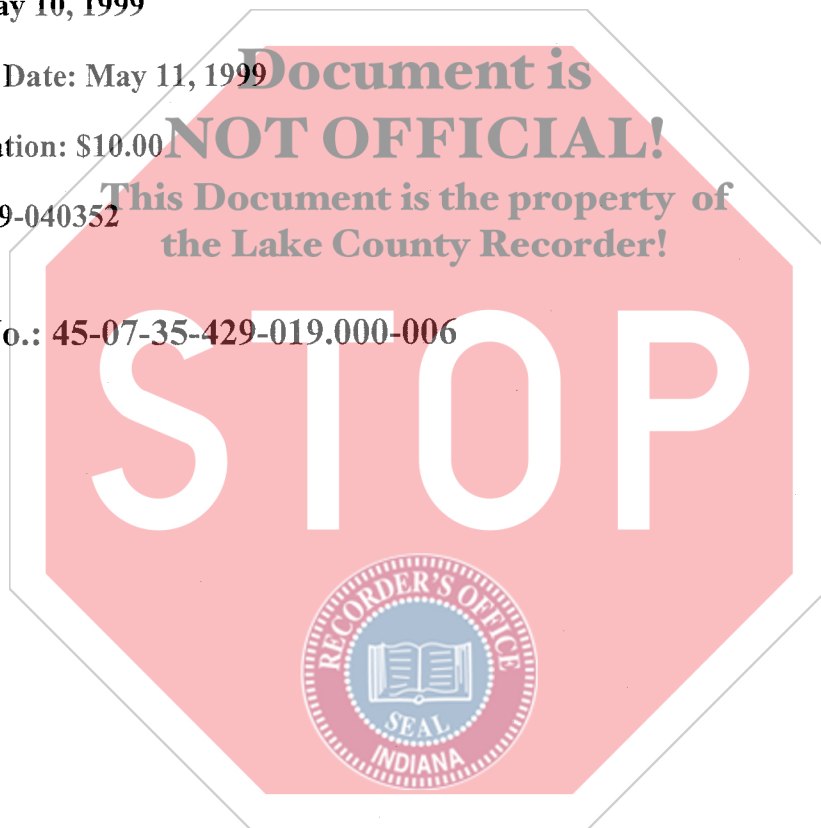 ay 10, 1999
Date: May 11, 1999
Document is
ation: $10.00
NOT OFFICIAL!
9-040352
This Document is the property of
the Lake County Recorder!
o.: 45-07-35-429-019.000-006
STOP
RECORDER'S OFFICE
SEAL
INDIANA